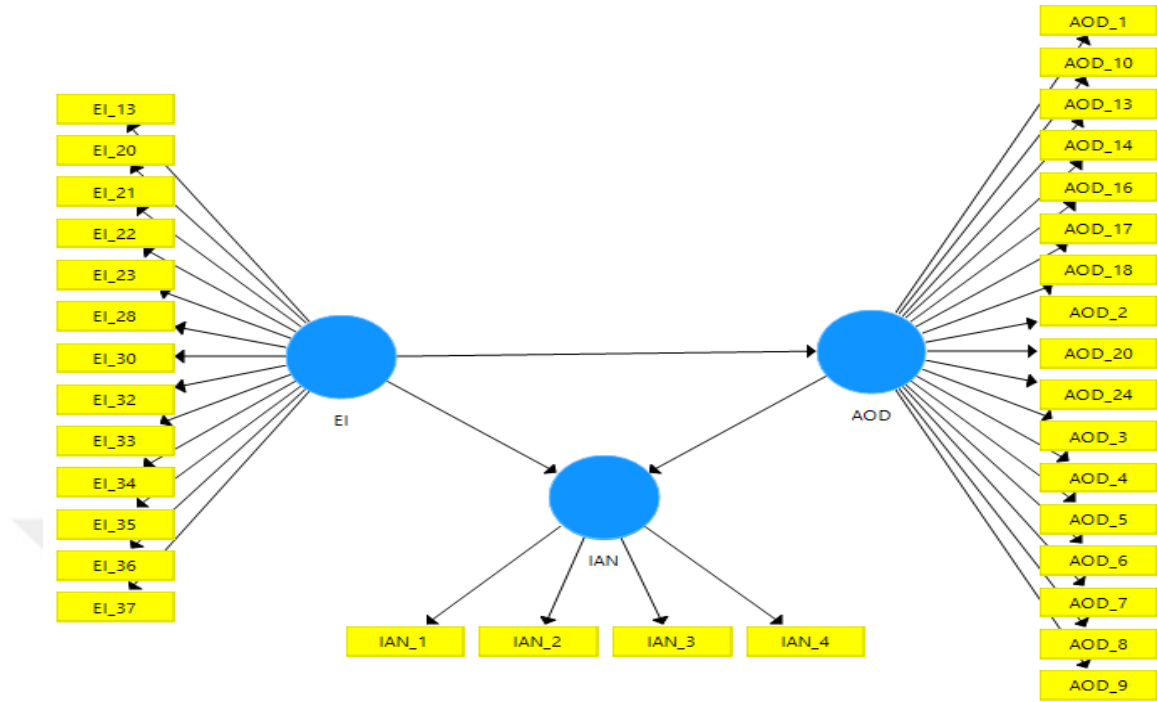 EI_13
EI_20
EI_21
EI_22
EI_23
EI_28
EI_30
EI_32
EI_33
EI_34
EI_35
EI_36
EI_37
EI
IAN
IAN_1
IAN_2
IAN_3
IAN_4
AOD
AOD_1
AOD_10
AOD_13
AOD_14
AOD_16
AOD_17
AOD_18
AOD_2
AOD_20
AOD_24
AOD_3
AOD_4
AOD_5
AOD_6
AOD_7
AOD_8
AOD_9